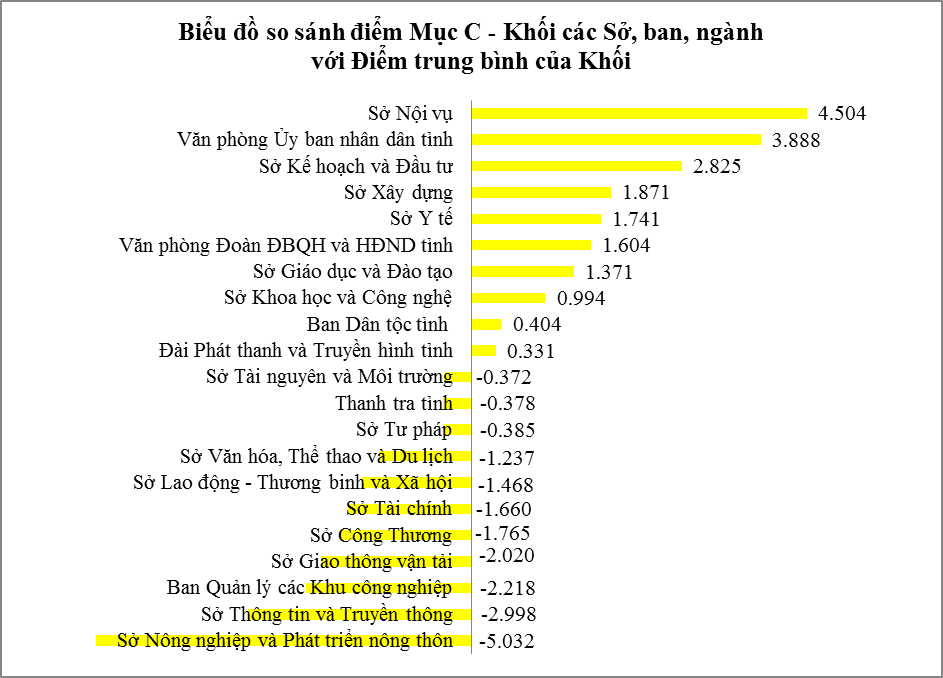 Biểu đồ so sánh điểm Mục C - Khối các Sở, ban, ngành
với Điểm trung bình của Khối
Sở Nội vụ 4.504
Văn phòng Ủy ban nhân dân tỉnh 3.888
Sở Kế hoạch và Đầu tư 2.825
Sở Xây dựng 1.871
Sở Y tế 1.741
Văn phòng Đoàn ĐBQH và HĐND tỉnh 1.604
Sở Giáo dục và Đào tạo 1.371
Sở Khoa học và Công nghệ 0.994
Ban Dân tộc tỉnh 0.404
Đài Phát thanh và Truyền hình tỉnh 0.331
Sở Tài nguyên và Môi trường -0.372
Thanh tra tỉnh -0.378
Sở Tư pháp -0.385
Sở Văn hóa, Thể thao và Du lịch -1.237
Sở Lao động - Thương binh và Xã hội -1.468
Sở Tài chính -1.660
Sở Công Thương -1.765
Sở Giao thông vận tải -2.020
Ban Quản lý các Khu công nghiệp -2.218
Sở Thông tin và Truyền thông -2.998
Sở Nông nghiệp và Phát triển nông thôn -5.032